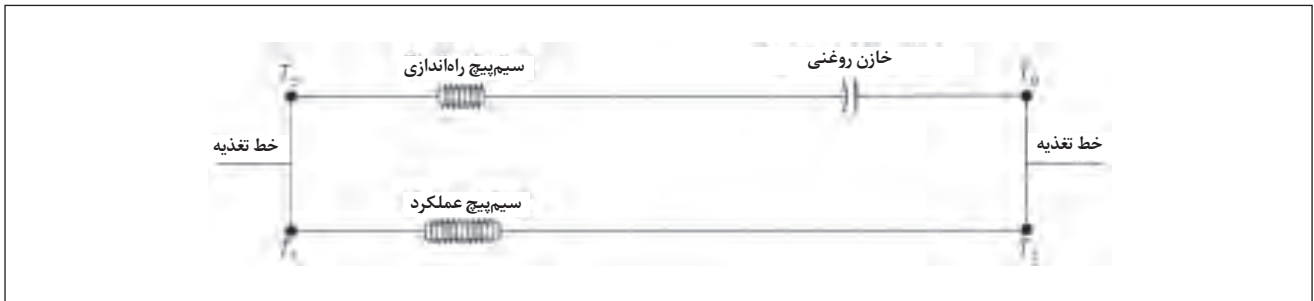 خازن روغنی
سیم‌پیچ راه‌اندازی
خط تغذیه
خط تغذیه
سیم‌پیچ عملکرد